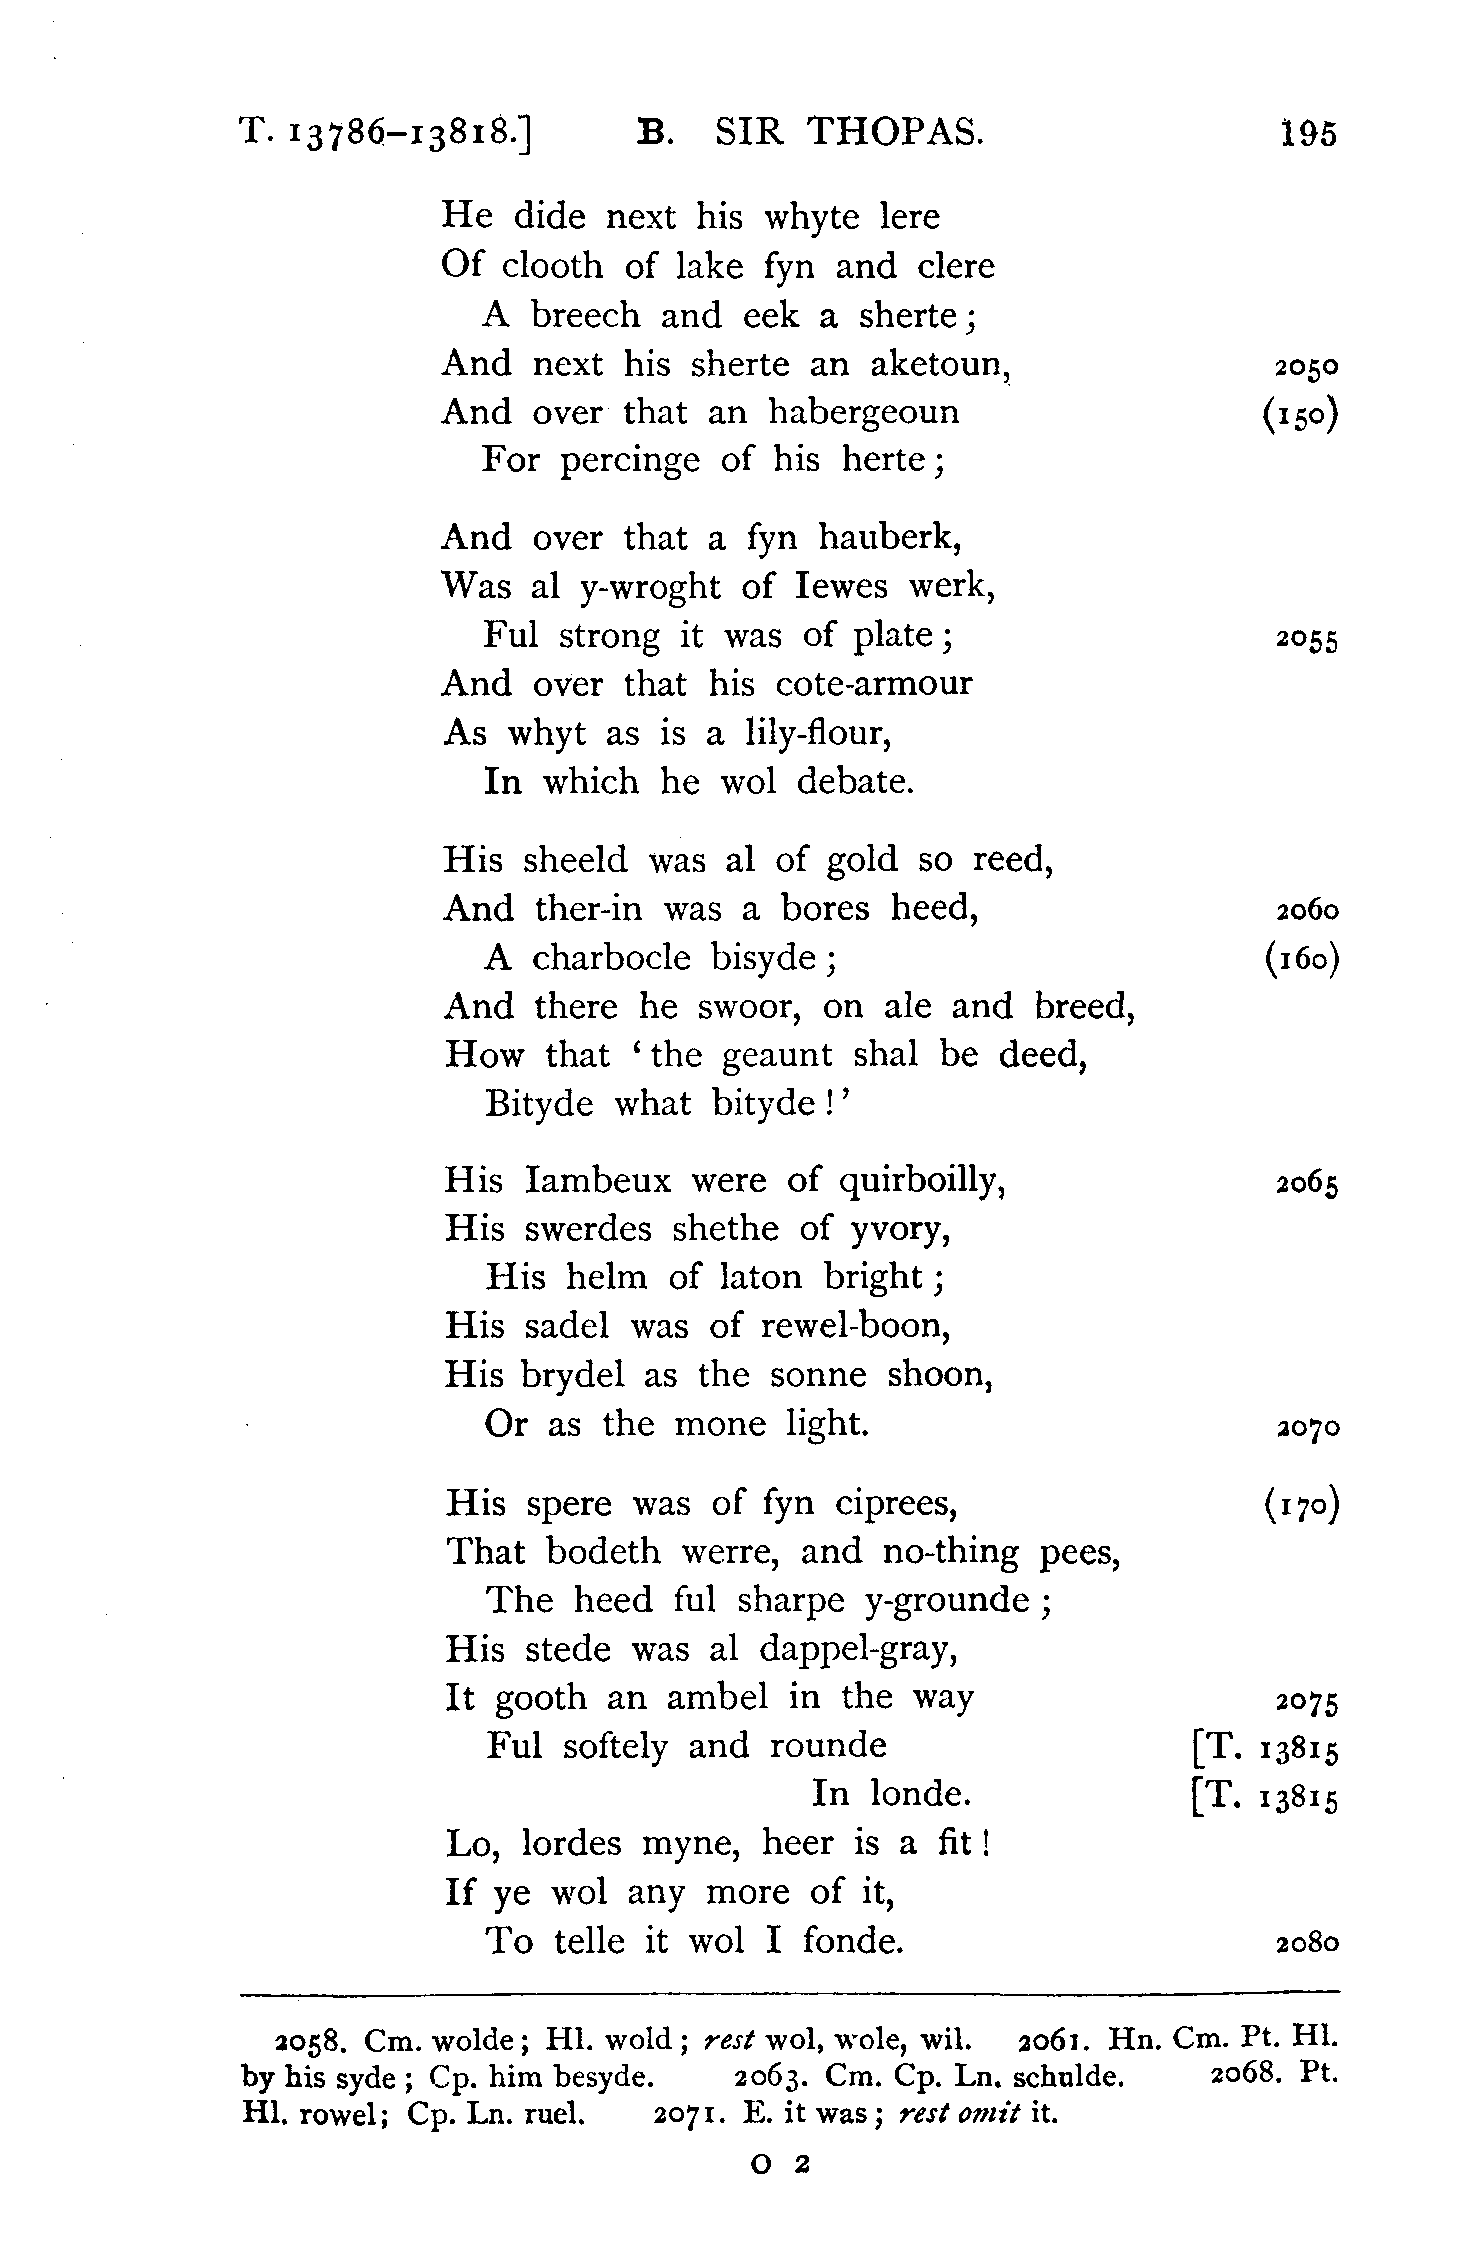 T. 13786–13818.] B. SIR THOPAS. 195
He dide next his whyte lere
Of clooth of lake fyn and clere
A breech and eek a sherte;
And next his sherte an aketoun, 2050
And over that an habergeoun (150)
For percinge of his herte;
And over that a fyn hauberk,
Was al y-wroght of Iewes werk,
Ful strong it was of plate; 2055
And over that his cote-armour
As whyt as is a lily-flour,
In which he wol debate.
His sheeld was al of gold so reed,
And ther-in was a bores heed, 2060
A charbocle bisyde; (160)
And there he swoor, on ale and breed,
How that ‘the geaunt shal be deed,
Bityde what bityde!’
His Iambeux were of quirboilly, 2065
His swerdes shethe of yvory,
His helm of laton bright;
His sadel was of rewel-boon,
His brydel as the sonne shoon,
Or as the mone light. 2070
His spere was of fyn ciprees, (170)
That bodeth werre, and no-thing pees,
The heed ful sharpe y-grounde;
His stede was al dappel-gray,
It gooth an ambel in the way 2075
Ful softely and rounde [T. 13815
In londe. [T. 13815
Lo, lordes myne, heer is a fit!
If ye wol any more of it,
To telle it wol I fonde. 2080
2058. Cm. wolde; Hl. wold; rest wol, wole, wil. 2061. Hn. Cm. Pt. Hl.
by his syde; Cp. him besyde. 2063. Cm. Cp. Ln. schulde. 2068. Pt.
Hl. rowel; Cp. Ln. ruel. 2071. E. it was; rest omit it.
O 2